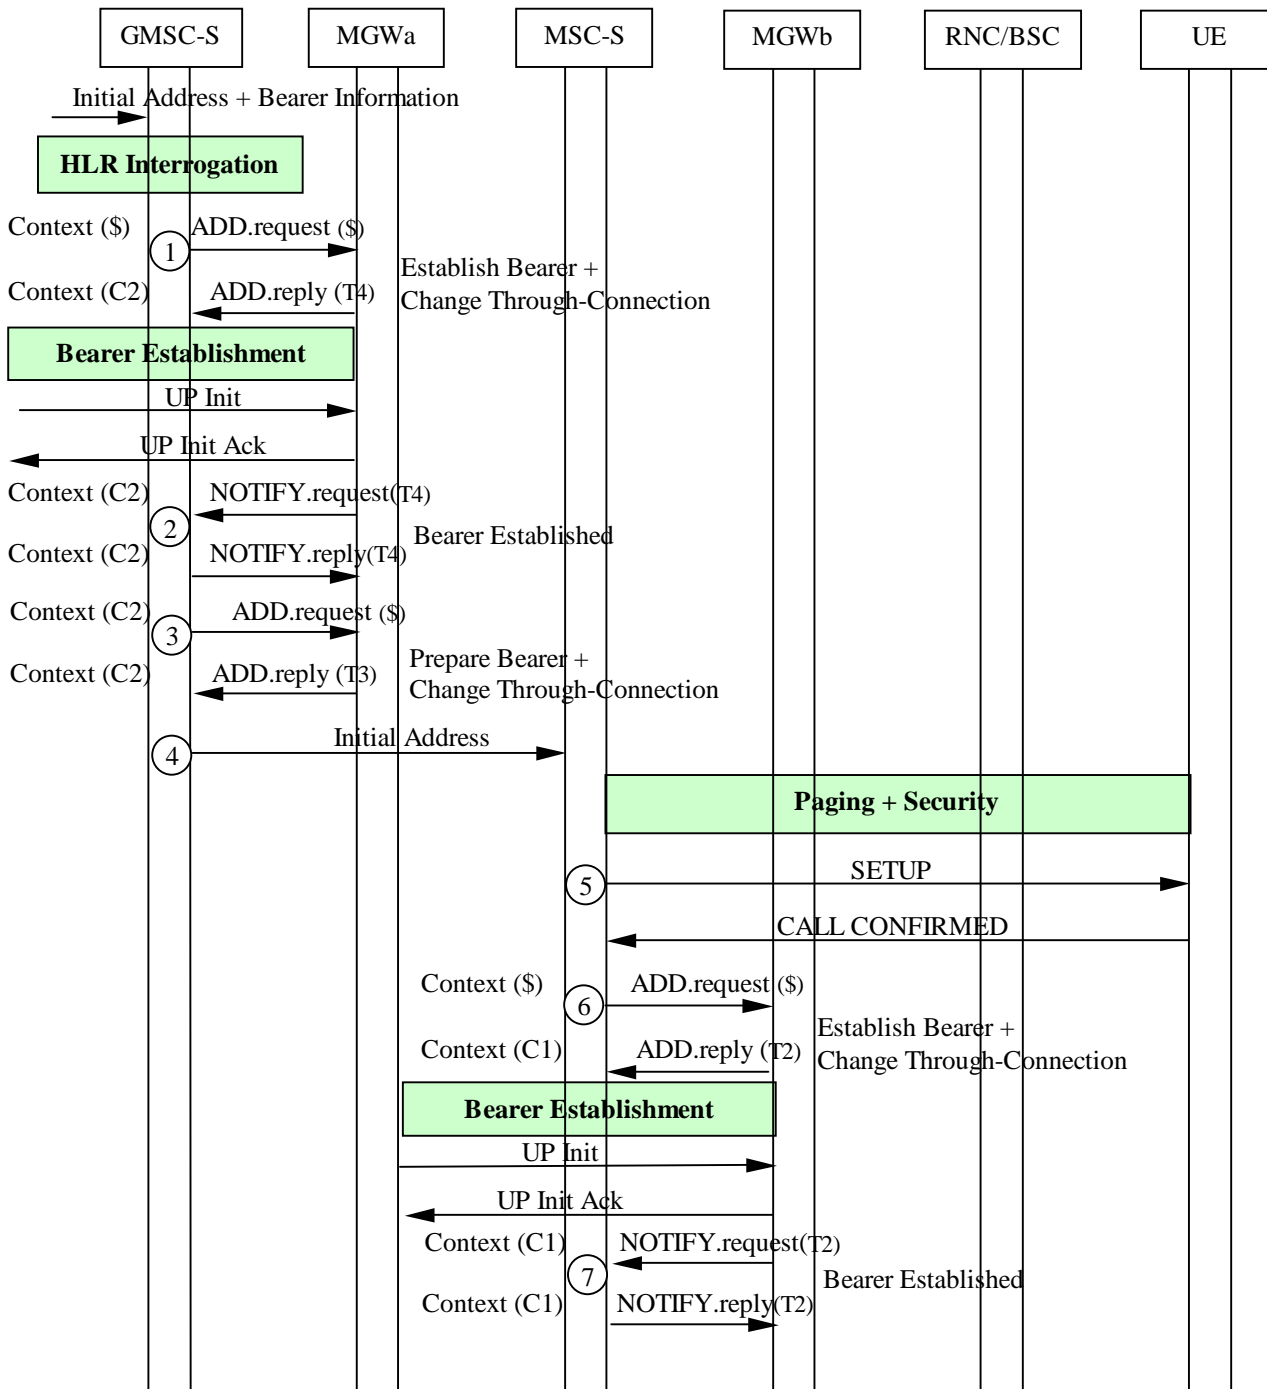 GMSC-S
MGWa
MSC-S
MGWb
RNC/BSC
UE
Initial Address + Bearer Information
HLR Interrogation
Context ($)
1
ADD.request ($)
Establish Bearer +
Change Through-Connection
Context (C2)
ADD.reply (T4)
Bearer Establishment
UP Init
UP Init Ack
Context (C2)
NOTIFY.request(T4)
2
Bearer Established
Context (C2)
NOTIFY.reply(T4)
Context (C2)
ADD.request ($)
3
Prepare Bearer +
Change Through-Connection
Context (C2)
ADD.reply (T3)
Initial Address
4
Paging + Security
SETUP
5
CALL CONFIRMED
Context ($)
ADD.request ($)
6
Establish Bearer +
Change Through-Connection
Context (C1)
ADD.reply (T2)
Bearer Establishment
UP Init
UP Init Ack
Context (C1)
NOTIFY.request(T2)
7
Bearer Established
Context (C1)
NOTIFY.reply(T2)